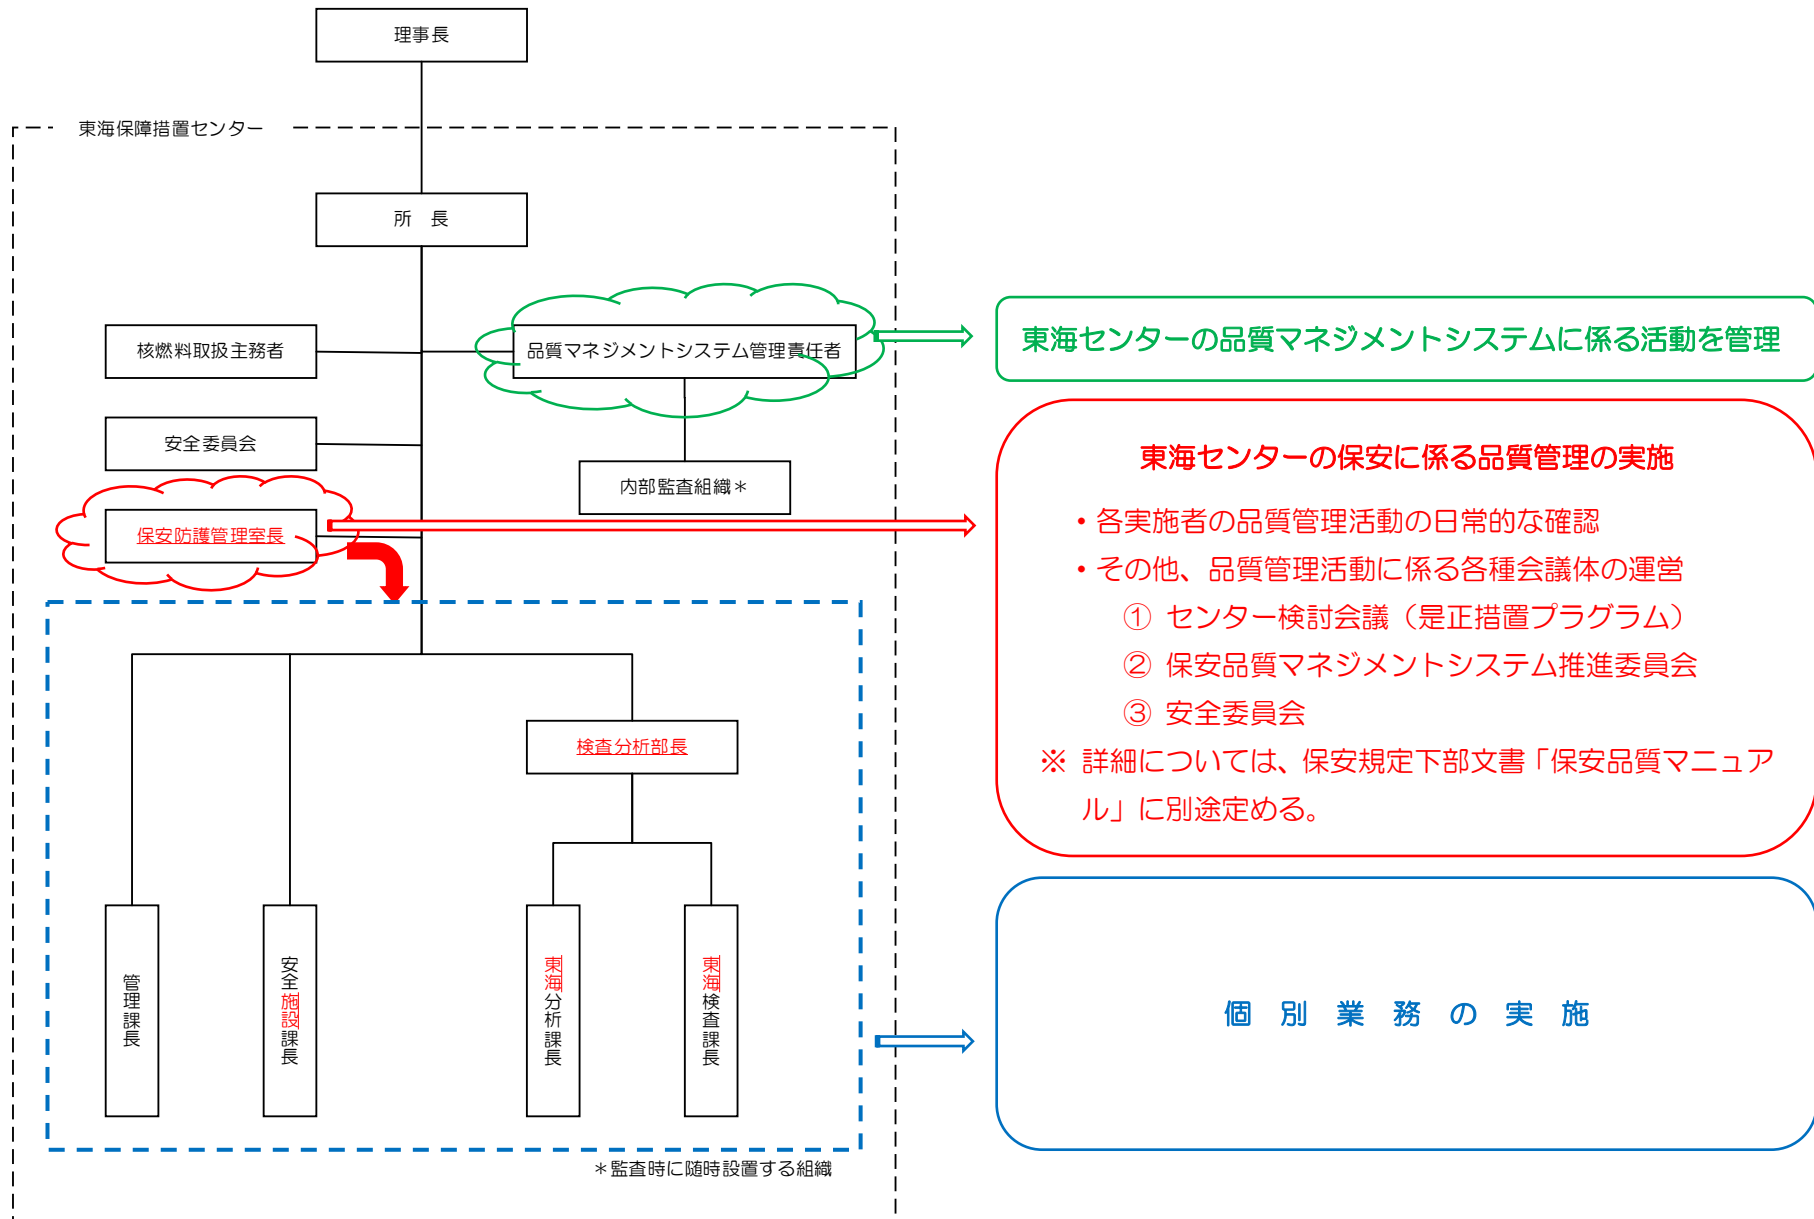 理事長
東海保障措置センター
所　長
核燃料取扱主務者
品質マネジメントシステム管理責任者
安全委員会
内部監査組織＊
保安防護管理室長
検査分析部長
管理課長
安全施設課長
東海分析課長
東海検査課長
＊監査時に随時設置する組織
東海センターの品質マネジメントシステムに係る活動を管理
東海センターの保安に係る品質管理の実施
・各実施者の品質管理活動の日常的な確認
・その他、品質管理活動に係る各種会議体の運営
① センター検討会議（是正措置プラグラム）
② 保安品質マネジメントシステム推進委員会
③ 安全委員会
※ 詳細については、保安規定下部文書「保安品質マニュア
ル」に別途定める。
個 別 業 務 の 実 施